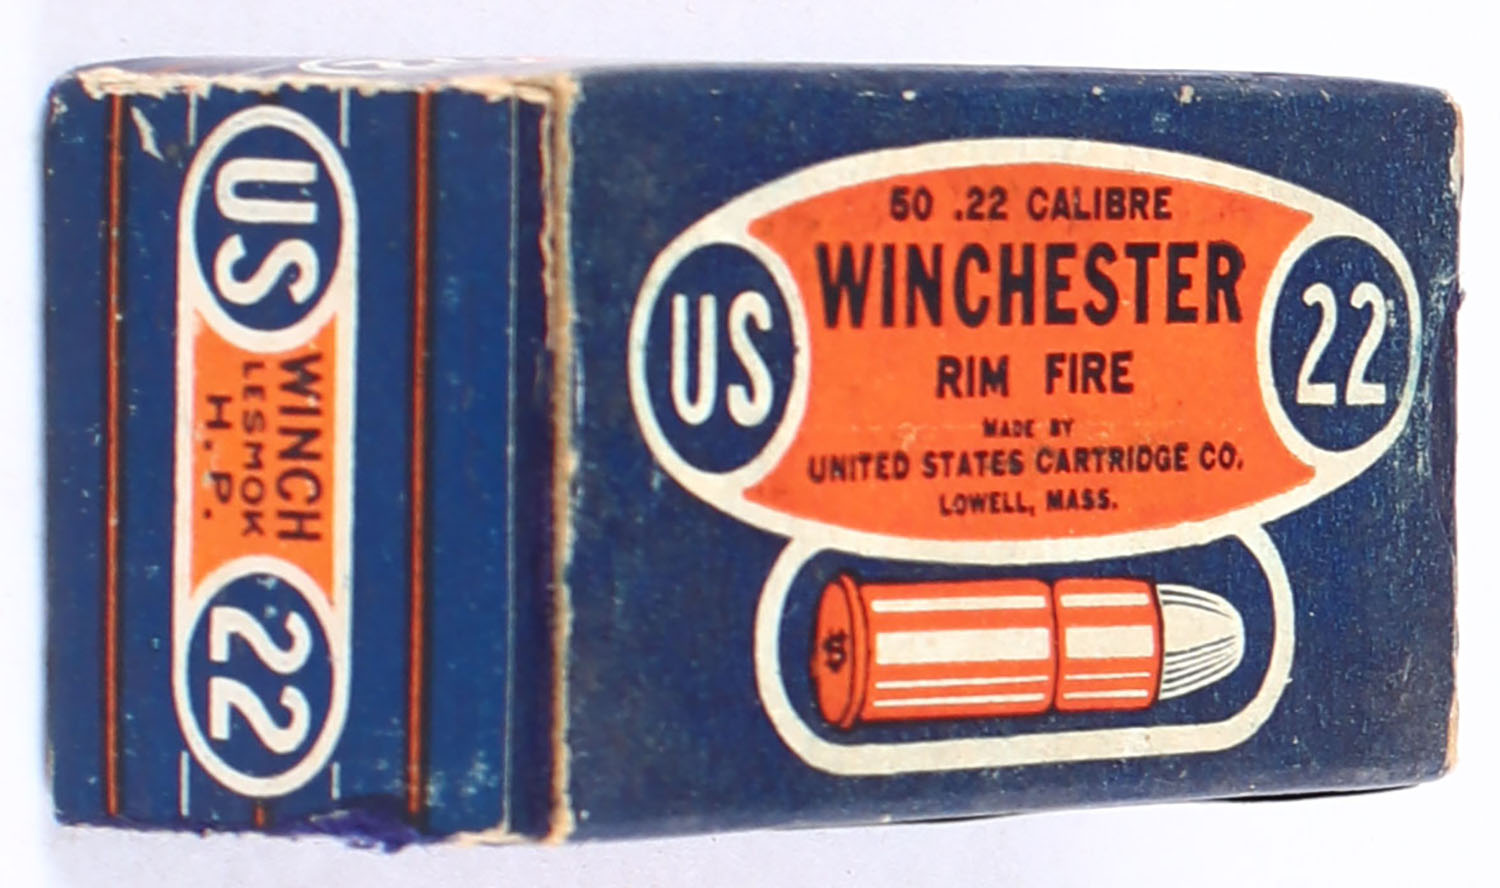 50 .22 CALIBRE
WINCHESTER
RIM FIRE
MADE BY
UNITED STATES CARTRIDGE CO.
LOWELL, MASS.
US
22
S
US
WINCH
LESMOK
H. P.
22